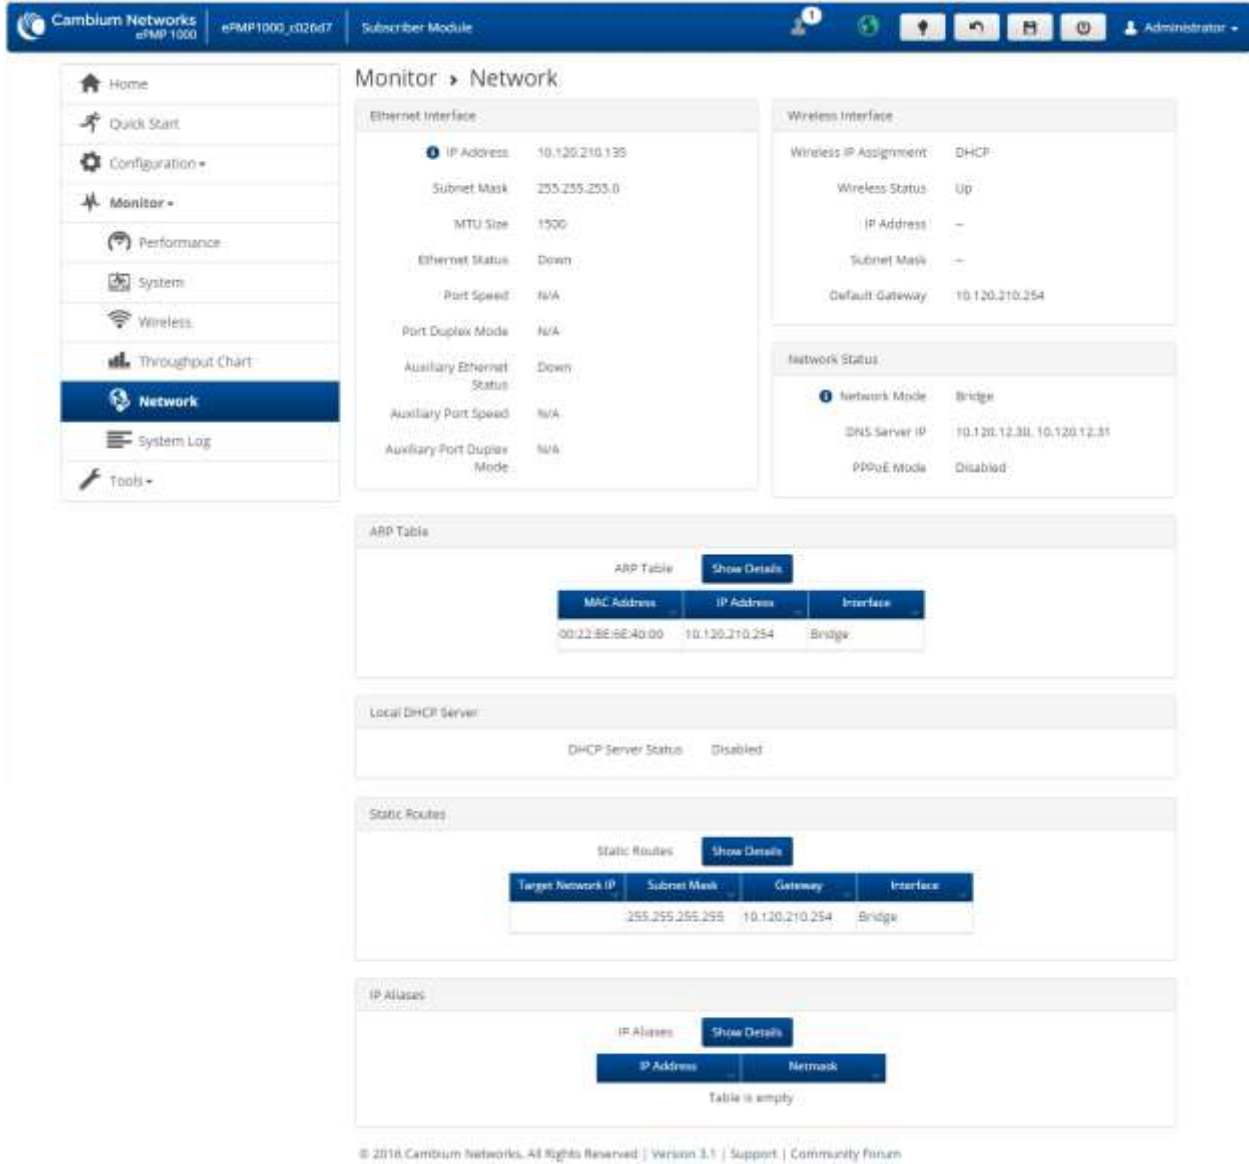 Cambium Networks
ePMP 1000
ePMP1000_c026d7
Subscriber Module
1
Administrator
Home
Quick Start
Configuration
Monitor
Performance
System
Wireless
Throughput Chart
Network
System Log
Tools
Monitor > Network
Ethernet Interface
IP Address 10.120.210.135
Subnet Mask 255.255.255.0
MTU Size 1500
Ethernet Status Down
Port Speed N/A
Port Duplex Mode N/A
Auxiliary Ethernet Status Down
Auxiliary Port Speed N/A
Auxiliary Port Duplex Mode N/A
Wireless Interface
Wireless IP Assignment DHCP
Wireless Status Up
IP Address –
Subnet Mask –
Default Gateway 10.120.210.254
Network Status
Network Mode Bridge
DNS Server IP 10.120.12.30, 10.120.12.31
PPPoE Mode Disabled
ARP Table
ARP Table Show Details
MAC Address IP Address Interface
00:22:BE:6E:40:00 10.120.210.254 Bridge
Local DHCP Server
DHCP Server Status Disabled
Static Routes
Static Routes Show Details
Target Network IP Subnet Mask Gateway Interface
255.255.255.255 10.120.210.254 Bridge
IP Aliases
IP Aliases Show Details
IP Address Netmask
Table is empty
© 2016 Cambium Networks, All Rights Reserved | Version 3.1 | Support | Community Forum